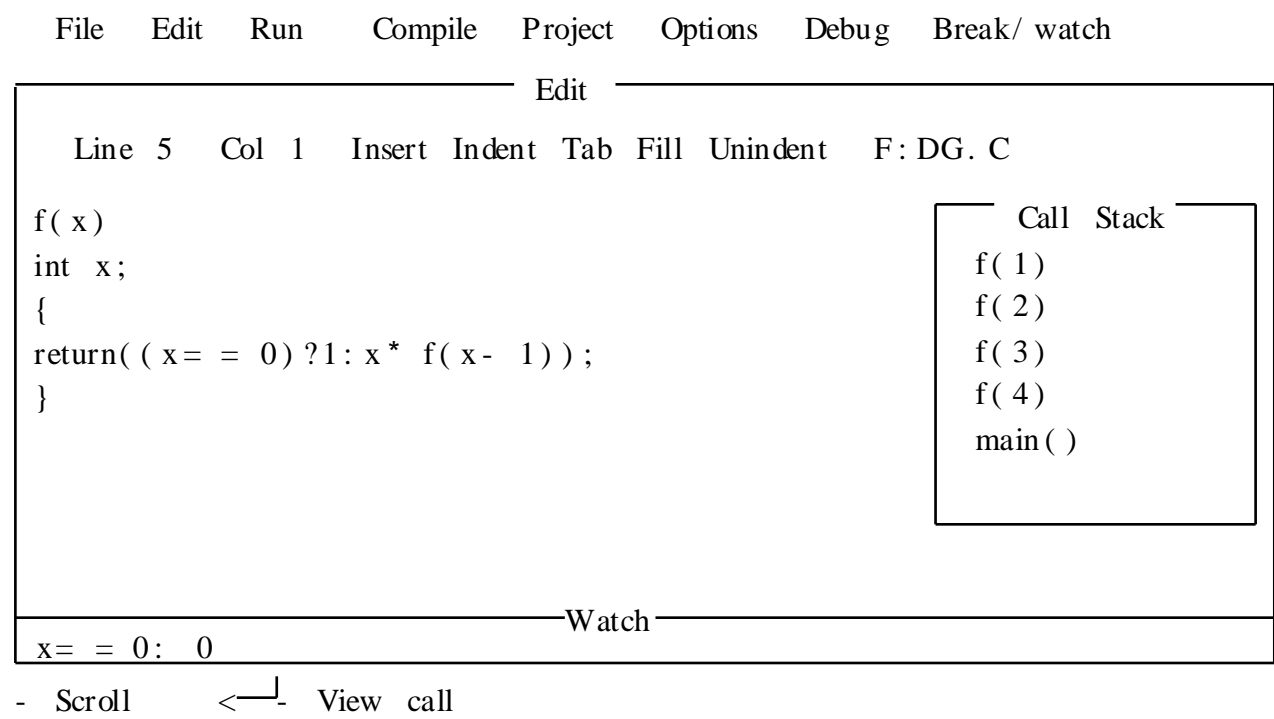 File Edit Run Compile Project Options Debug Break/ watch
Edit
Line 5 Col 1 Insert Indent Tab Fill Unindent F: DG. C
f( x)
int x;
{
return( ( x= = 0) ?1: x* f( x- 1) ) ;
}
Call Stack
f( 1)
f( 2)
f( 3)
f( 4)
main( )
Watch
x= = 0: 0
- Scroll <┘- View call